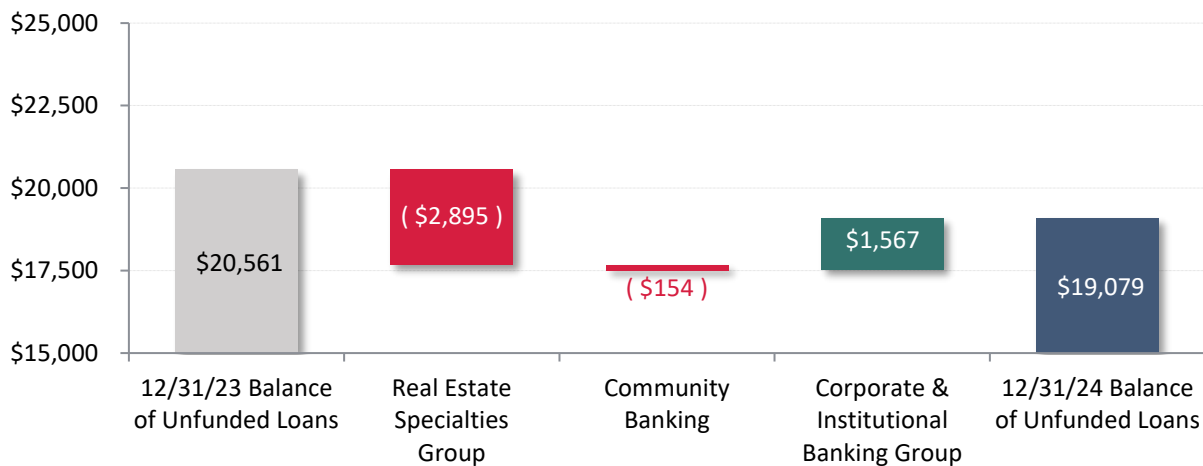 $25,000
$22,500
$20,000
$17,500
$15,000
$20,561
( $2,895 )
( $154 )
$1,567
$19,079
12/31/23 Balance
of Unfunded Loans
Real Estate
Specialties
Group
Community
Banking
Corporate &
Institutional
Banking Group
12/31/24 Balance
of Unfunded Loans